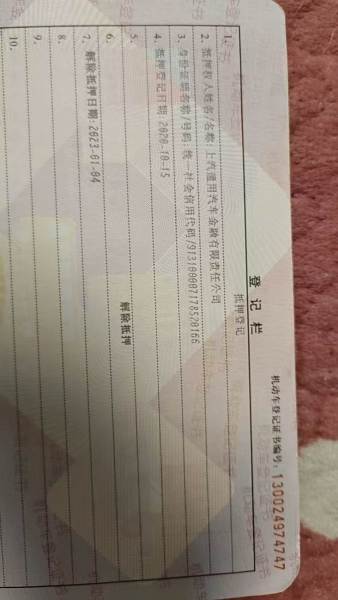 机动车登记证书编号：130024974747
登记栏
抵押登记
1.
2. 抵押权人姓名/名称：上汽通用汽车金融有限责任公司
3. 身份证明名称/号码：统一社会信用代码/913100007178528166
4. 抵押登记日期：2020-10-15
5.
解除抵押
6.
7. 解除抵押日期：2023-01-04
8.
9.
10.